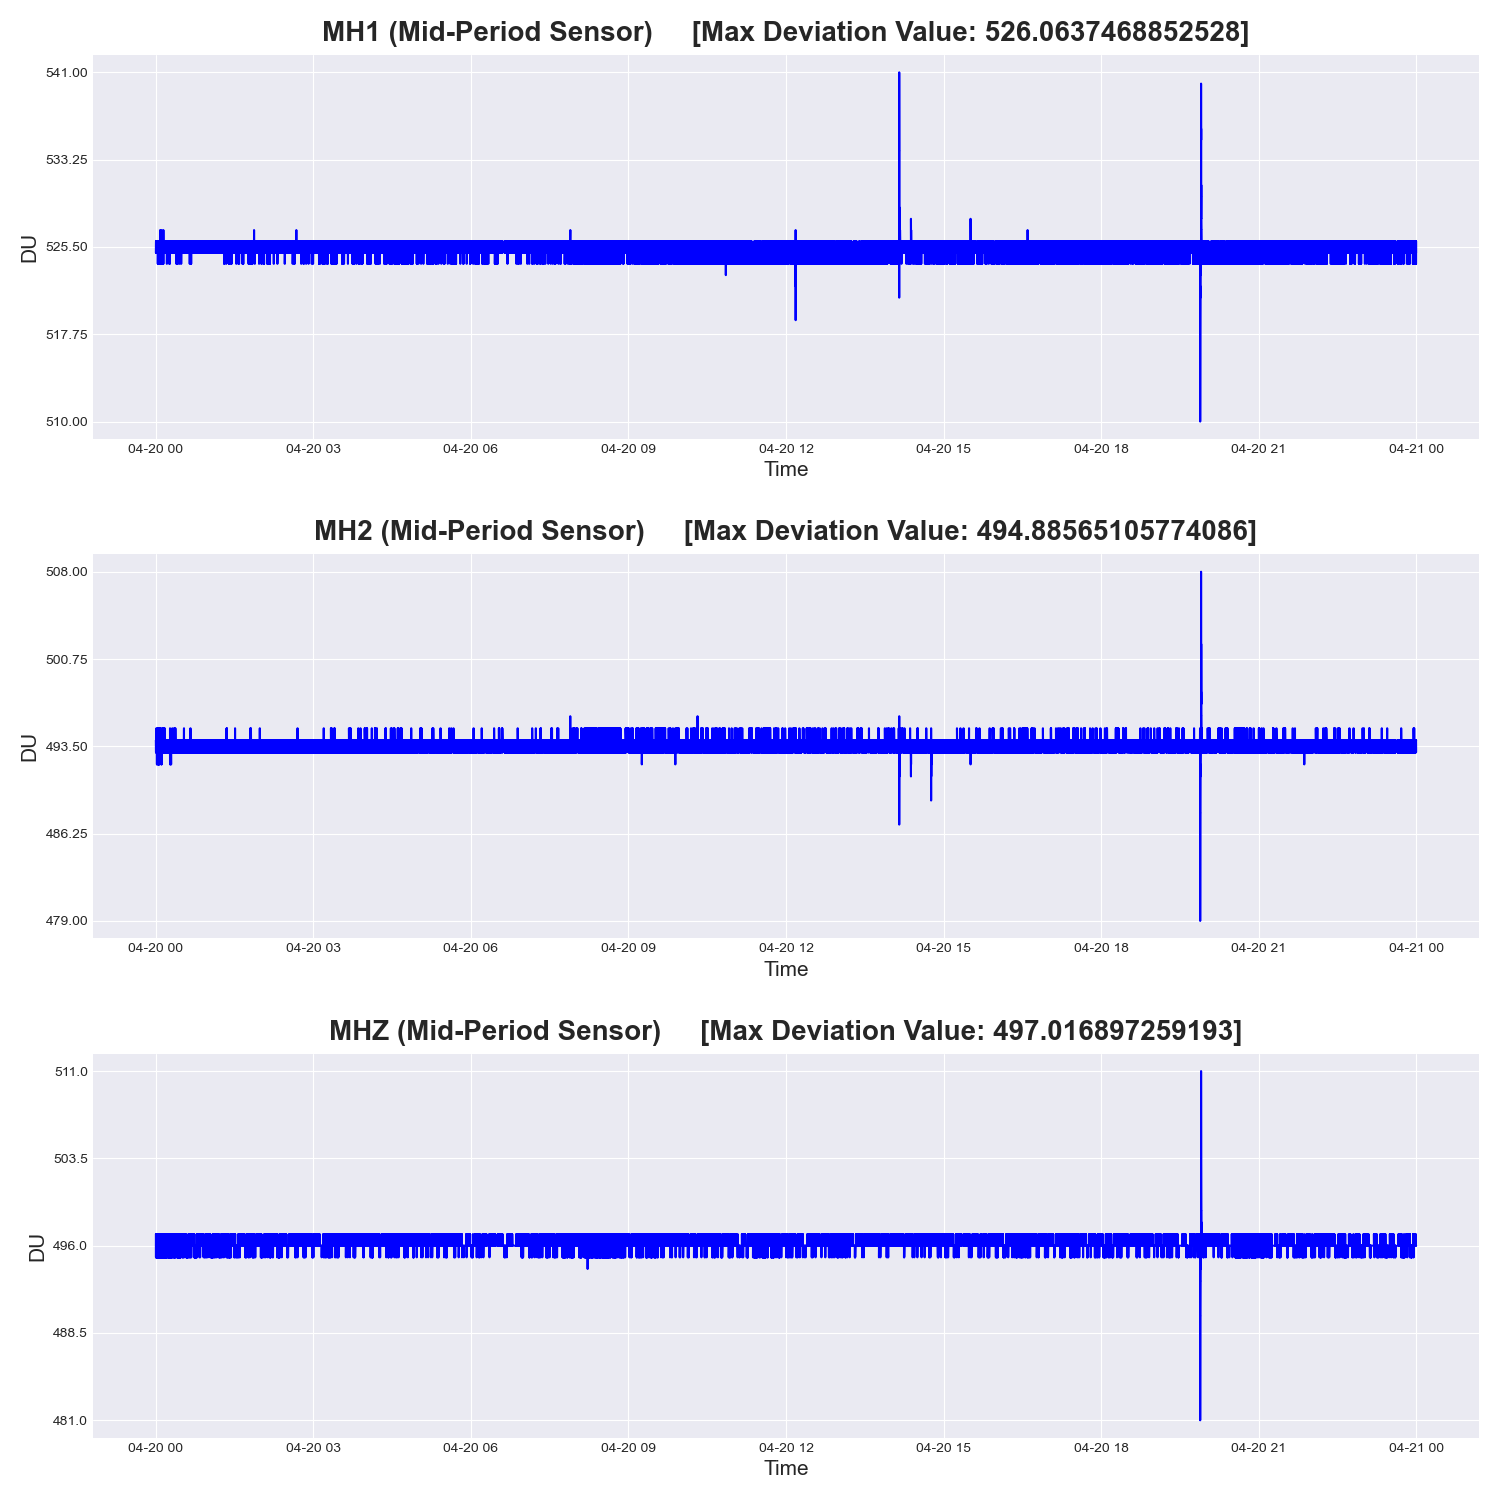 MH1 (Mid-Period Sensor) [Max Deviation Value: 526.0637468852528]
541.00
533.25
525.50
517.75
510.00
DU
04-20 00 04-20 03 04-20 06 04-20 09 04-20 12 04-20 15 04-20 18 04-20 21 04-21 00
Time
MH2 (Mid-Period Sensor) [Max Deviation Value: 494.88565105774086]
508.00
500.75
493.50
486.25
479.00
DU
04-20 00 04-20 03 04-20 06 04-20 09 04-20 12 04-20 15 04-20 18 04-20 21 04-21 00
Time
MHZ (Mid-Period Sensor) [Max Deviation Value: 497.016897259193]
511.0
503.5
496.0
488.5
481.0
DU
04-20 00 04-20 03 04-20 06 04-20 09 04-20 12 04-20 15 04-20 18 04-20 21 04-21 00
Time